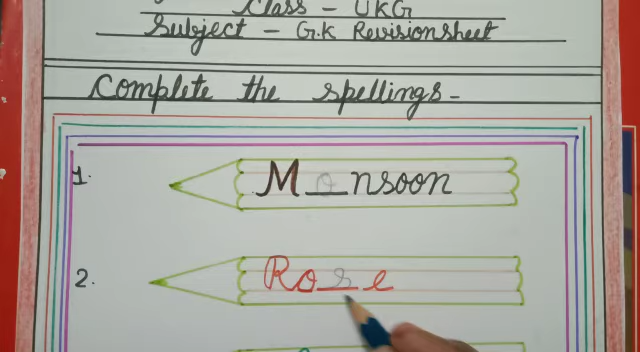 Class - UKG
Subject - G.K Revisionsheet
Complete the spellings -
1. Monsoon
2. Rose